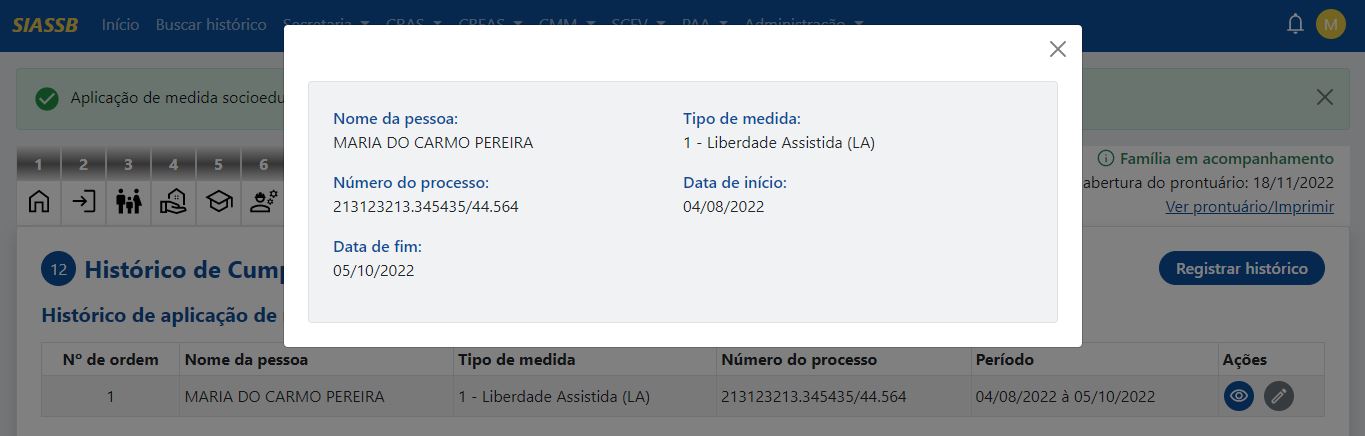 SIASSB
Início Buscar histórico Secretaria CRAS CREAS CMM SCFV PAA Administração
M
Aplicação de medida
Nome da pessoa:
MARIA DO CARMO PEREIRA
Tipo de medida:
1 - Liberdade Assistida (LA)
Número do processo:
213123213.345435/44.564
Data de início:
04/08/2022
Data de fim:
05/10/2022
1 2 3 4 5 6
Família em acompanhamento
abertura do prontuário: 18/11/2022
Ver prontuário/Imprimir
12 Histórico de
Registrar histórico
Histórico de aplicação de
Nº de ordem Nome da pessoa Tipo de medida Número do processo Período Ações
1 MARIA DO CARMO PEREIRA 1 - Liberdade Assistida (LA) 213123213.345435/44.564 04/08/2022 à 05/10/2022